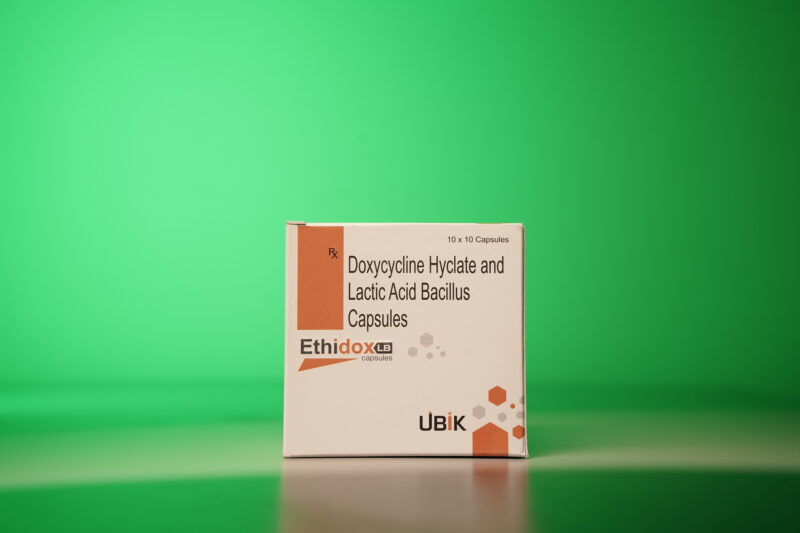 10 x 10 Capsules
Rx
Doxycycline Hyclate and
Lactic Acid Bacillus
Capsules
Ethidox LB
capsules
UBIK